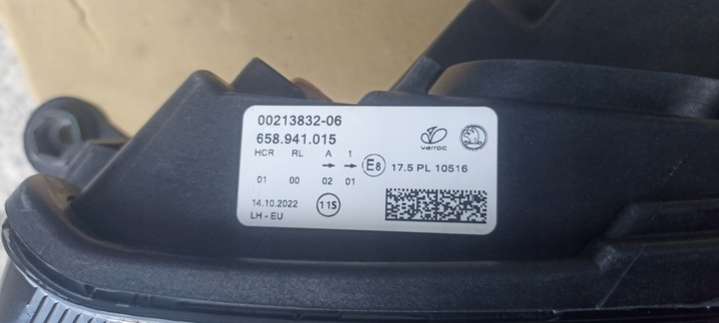 00213832-06
658.941.015
varroc
HCR RL A 1
→ →
E8 17.5 PL 10516
01 00 02 01
14.10.2022
11S
LH - EU